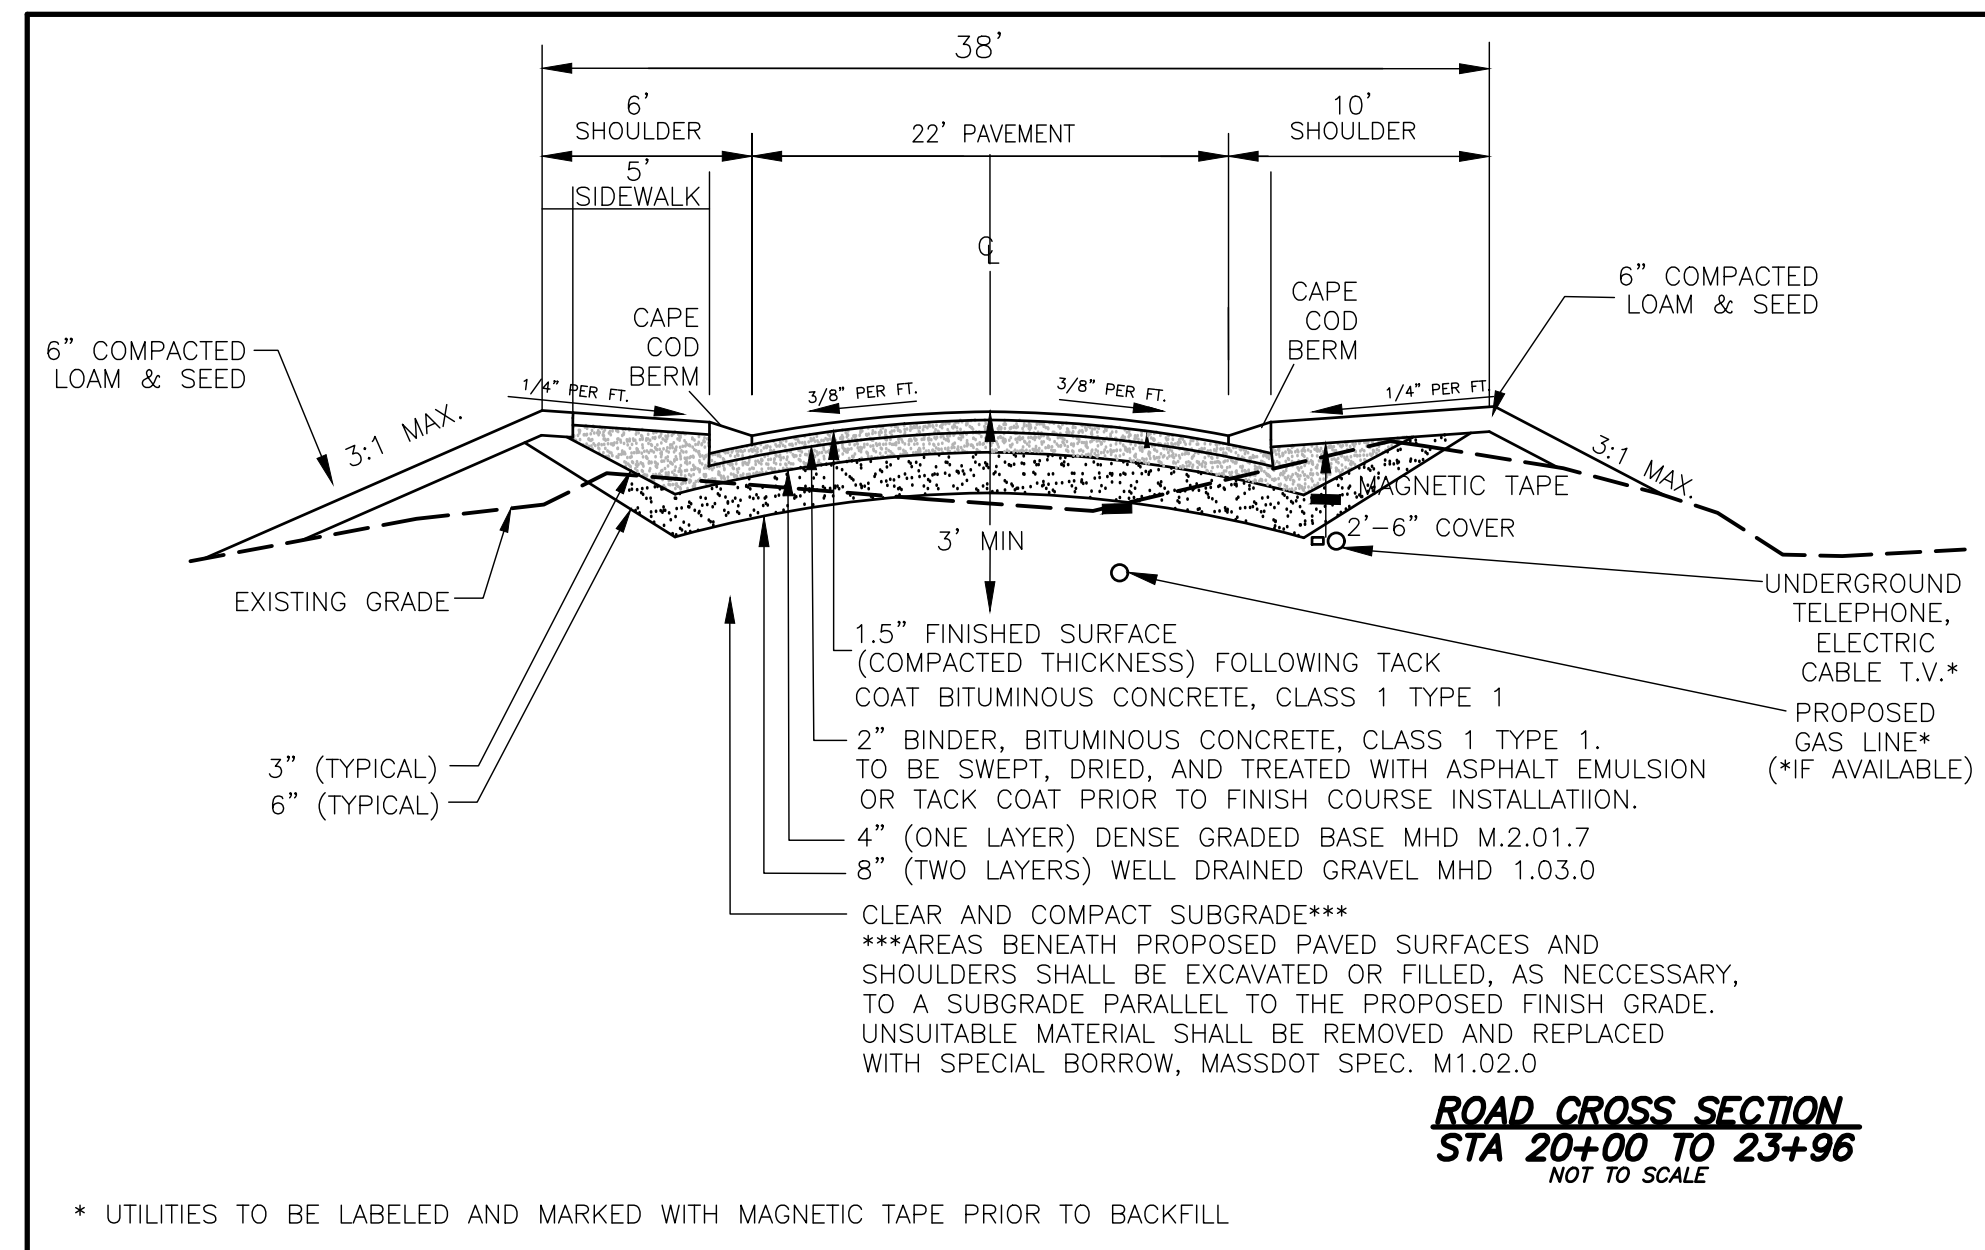 38’
6’
SHOULDER
22’ PAVEMENT
10’
SHOULDER
5’
SIDEWALK
℄
CAPE
COD
BERM
CAPE
COD
BERM
6” COMPACTED
LOAM & SEED
6” COMPACTED
LOAM & SEED
3:1 MAX.
1/4” PER FT.
3/8” PER FT.
3/8” PER FT.
1/4” PER FT.
3:1 MAX.
MAGNETIC TAPE
2’-6” COVER
3’ MIN
EXISTING GRADE
UNDERGROUND
TELEPHONE,
ELECTRIC
CABLE T.V.*
PROPOSED
GAS LINE*
(*IF AVAILABLE)
1.5” FINISHED SURFACE
(COMPACTED THICKNESS) FOLLOWING TACK
COAT BITUMINOUS CONCRETE, CLASS 1 TYPE 1
3” (TYPICAL)
6” (TYPICAL)
2” BINDER, BITUMINOUS CONCRETE, CLASS 1 TYPE 1.
TO BE SWEPT, DRIED, AND TREATED WITH ASPHALT EMULSION
OR TACK COAT PRIOR TO FINISH COURSE INSTALLATIION.
4” (ONE LAYER) DENSE GRADED BASE MHD M.2.01.7
8” (TWO LAYERS) WELL DRAINED GRAVEL MHD 1.03.0
CLEAR AND COMPACT SUBGRADE***
***AREAS BENEATH PROPOSED PAVED SURFACES AND
SHOULDERS SHALL BE EXCAVATED OR FILLED, AS NECCESSARY,
TO A SUBGRADE PARALLEL TO THE PROPOSED FINISH GRADE.
UNSUITABLE MATERIAL SHALL BE REMOVED AND REPLACED
WITH SPECIAL BORROW, MASSDOT SPEC. M1.02.0
ROAD CROSS SECTION
STA 20+00 TO 23+96
NOT TO SCALE
* UTILITIES TO BE LABELED AND MARKED WITH MAGNETIC TAPE PRIOR TO BACKFILL